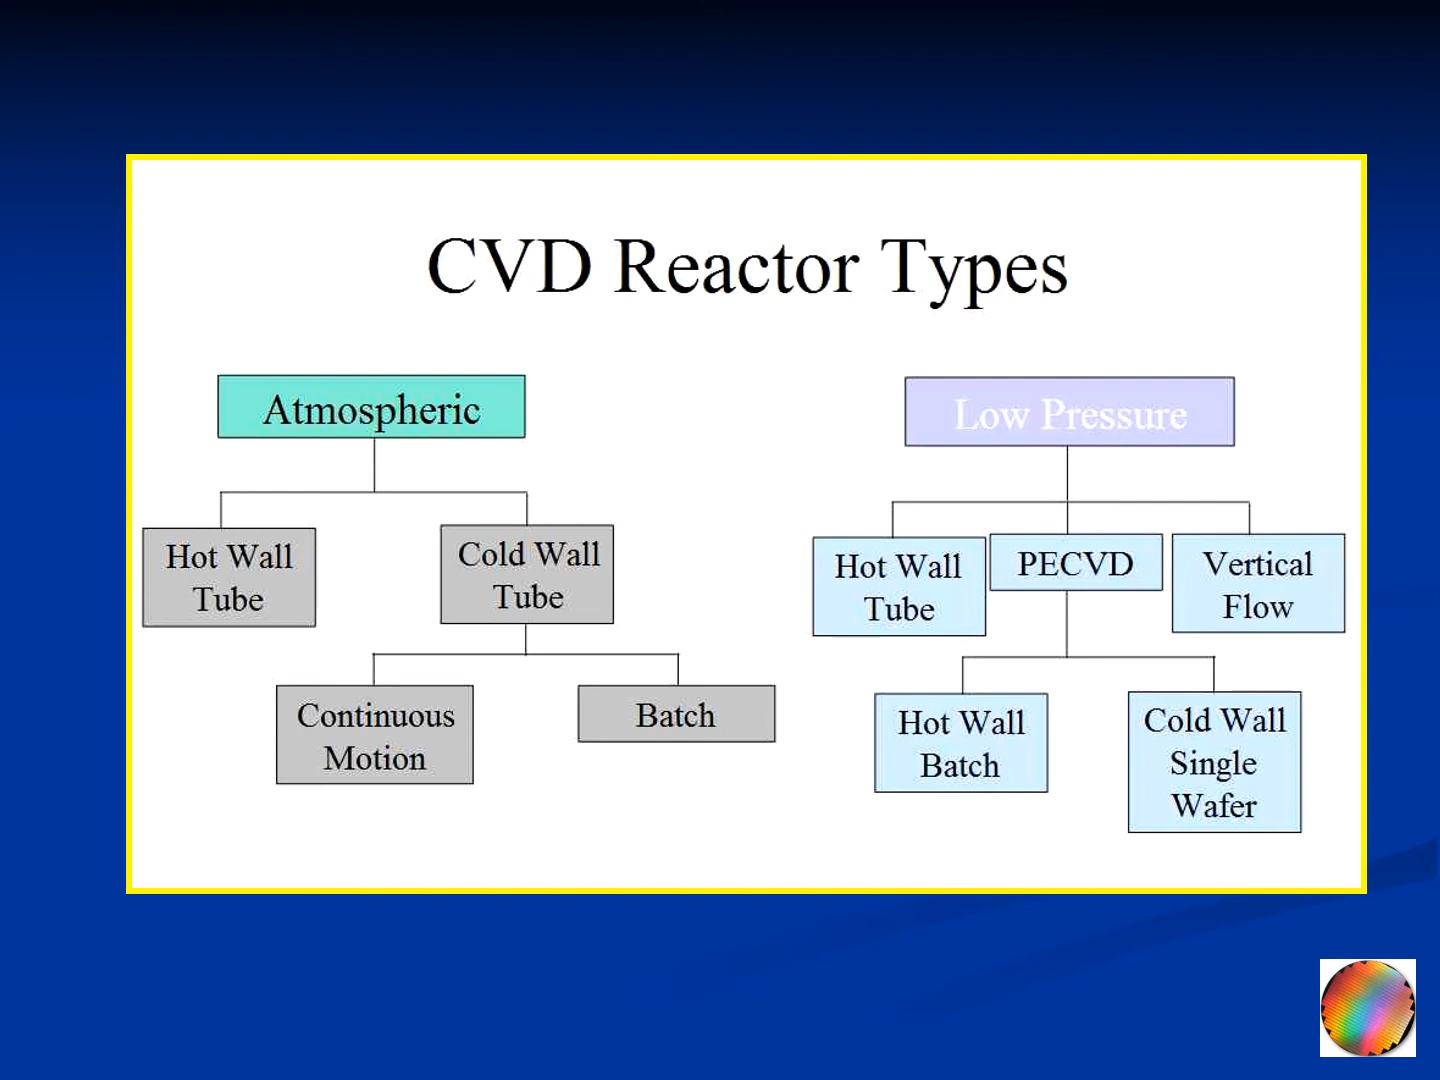 CVD Reactor Types
Atmospheric
Low Pressure
Hot Wall
Tube
Cold Wall
Tube
Hot Wall
Tube
PECVD
Vertical
Flow
Continuous
Motion
Batch
Hot Wall
Batch
Cold Wall
Single
Wafer